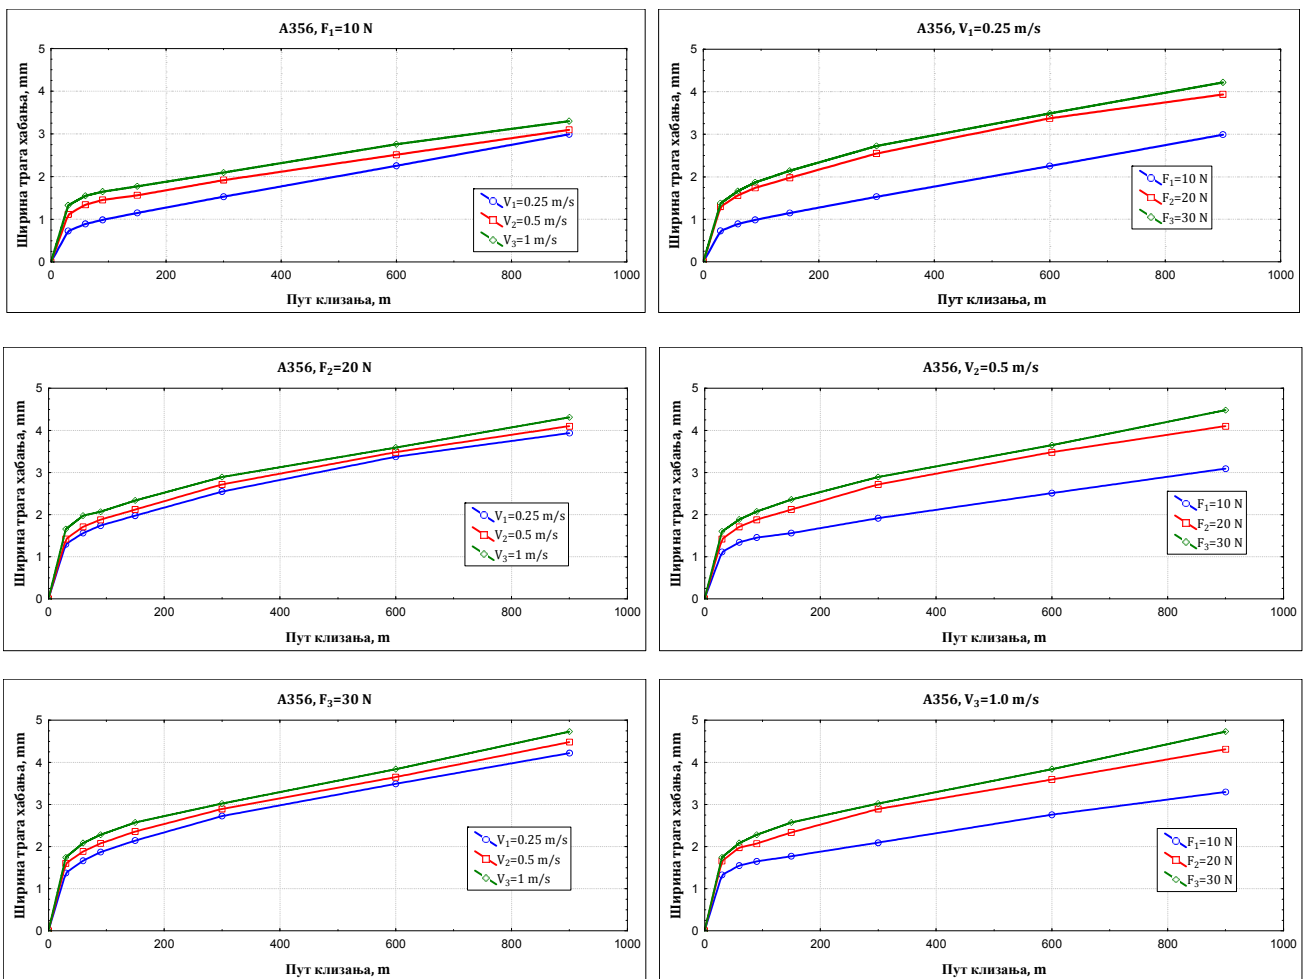 A356, F₁=10 N
Ширина трага хабања, mm
5
4
3
2
1
0
0 200 400 600 800 1000
Пут клизања, m
V₁=0.25 m/s
V₂=0.5 m/s
V₃=1 m/s
A356, V₁=0.25 m/s
Ширина трага хабања, mm
5
4
3
2
1
0
0 200 400 600 800 1000
Пут клизања, m
F₁=10 N
F₂=20 N
F₃=30 N
A356, F₂=20 N
Ширина трага хабања, mm
5
4
3
2
1
0
0 200 400 600 800 1000
Пут клизања, m
V₁=0.25 m/s
V₂=0.5 m/s
V₃=1 m/s
A356, V₂=0.5 m/s
Ширина трага хабања, mm
5
4
3
2
1
0
0 200 400 600 800 1000
Пут клизања, m
F₁=10 N
F₂=20 N
F₃=30 N
A356, F₃=30 N
Ширина трага хабања, mm
5
4
3
2
1
0
0 200 400 600 800 1000
Пут клизања, m
V₁=0.25 m/s
V₂=0.5 m/s
V₃=1 m/s
A356, V₃=1.0 m/s
Ширина трага хабања, mm
5
4
3
2
1
0
0 200 400 600 800 1000
Пут клизања, m
F₁=10 N
F₂=20 N
F₃=30 N